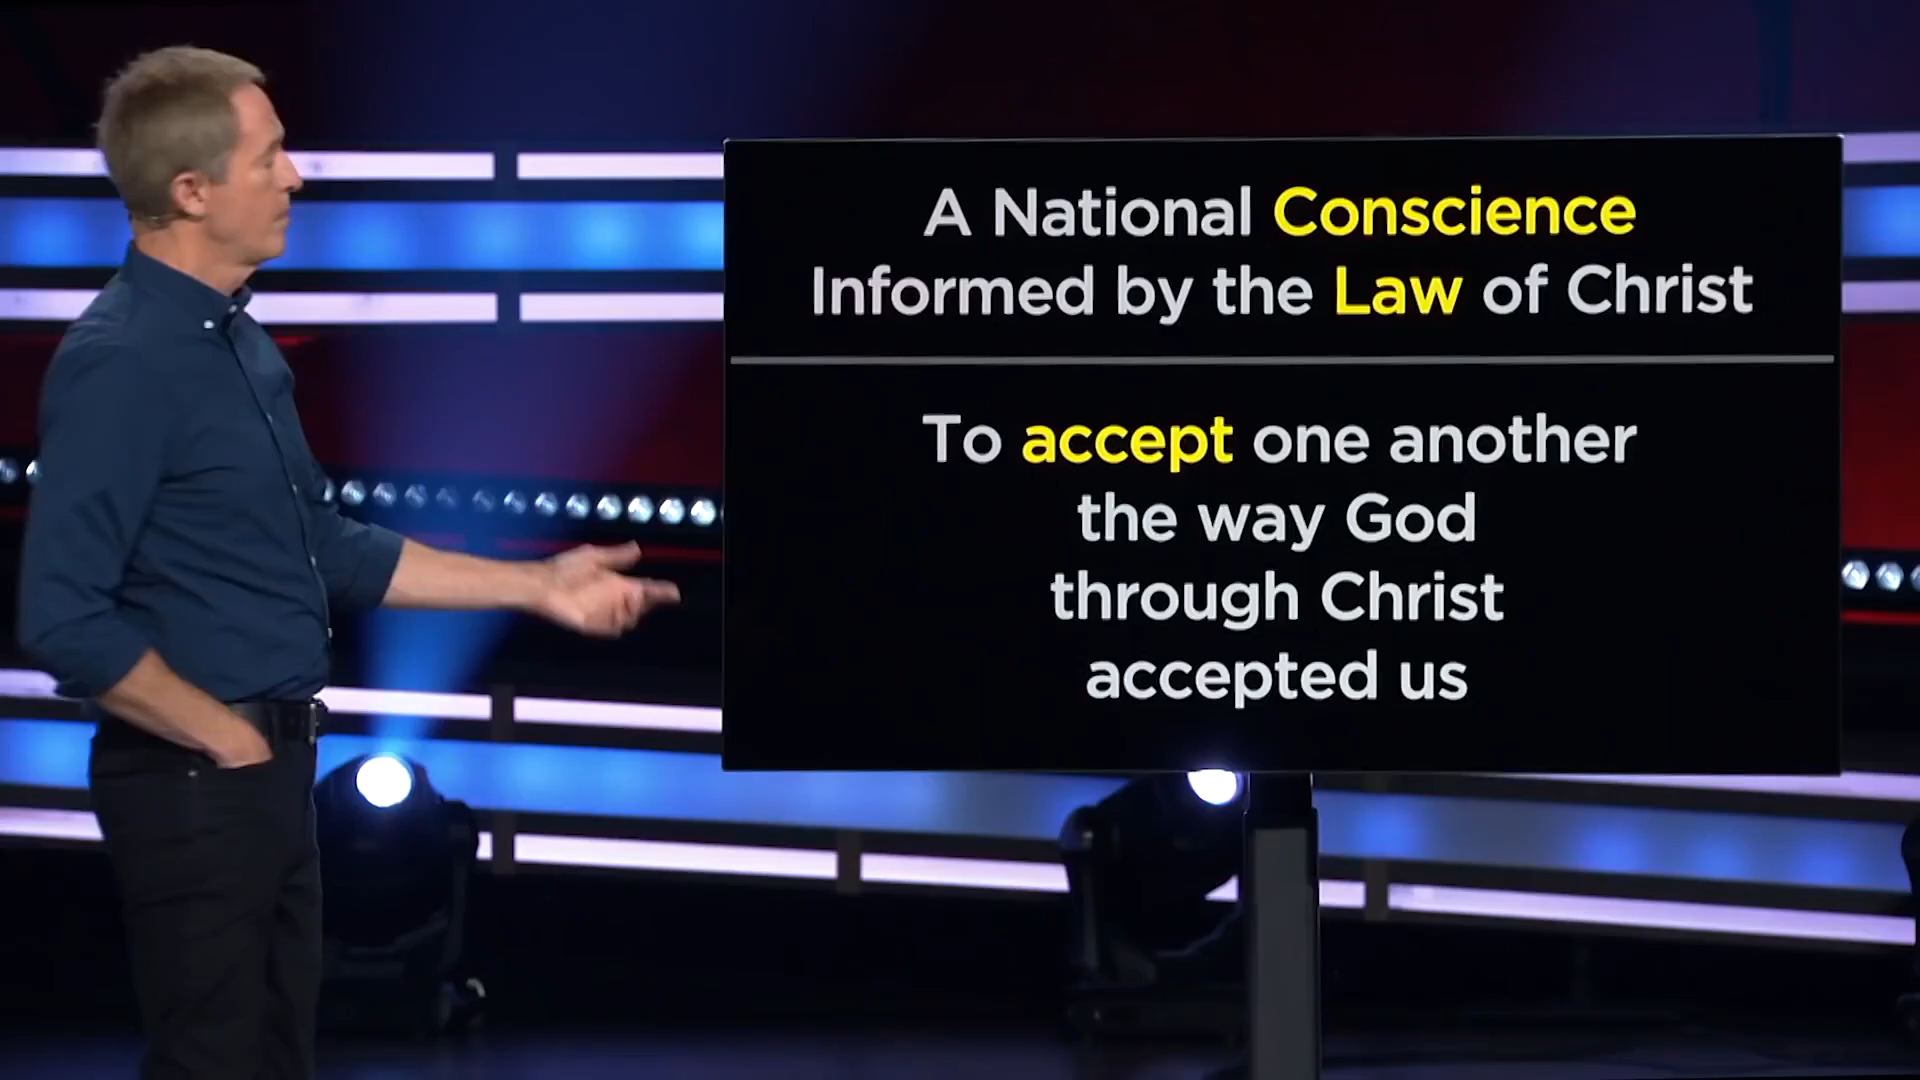 A National Conscience
Informed by the Law of Christ
To accept one another
the way God
through Christ
accepted us